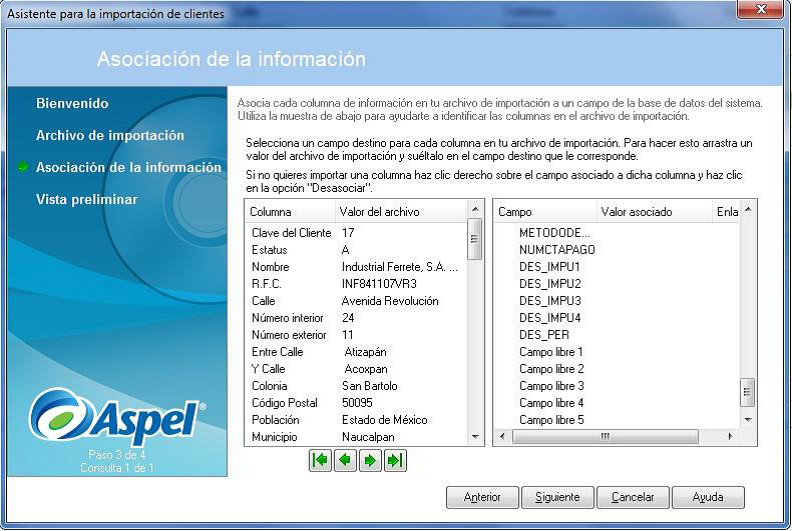 Asistente para la importación de clientes
Asociación de la información
Bienvenido
Archivo de importación
Asociación de la información
Vista preliminar
Asocia cada columna de información en tu archivo de importación a un campo de la base de datos del sistema.
Utiliza la muestra de abajo para ayudarte a identificar las columnas en el archivo de importación.
Selecciona un campo destino para cada columna en tu archivo de importación. Para hacer esto arrastra un
valor del archivo de importación y suéltalo en el campo destino que le corresponde.
Si no quieres importar una columna haz clic derecho sobre el campo asociado a dicha columna y haz clic
en la opción "Desasociar".
Columna Valor del archivo
Clave del Cliente 17
Estatus A
Nombre Industrial Ferrete, S.A. ...
R.F.C. INF841107VR3
Calle Avenida Revolución
Número interior 24
Número exterior 11
Entre Calle Atizapán
Y Calle Acoxpan
Colonia San Bartolo
Código Postal 50095
Población Estado de México
Municipio Naucalpan
Campo Valor asociado Enla
METODODE...
NUMCTAPAGO
DES_IMPU1
DES_IMPU2
DES_IMPU3
DES_IMPU4
DES_PER
Campo libre 1
Campo libre 2
Campo libre 3
Campo libre 4
Campo libre 5
Aspel®
Paso 3 de 4
Consulta 1 de 1
Anterior Siguiente Cancelar Ayuda